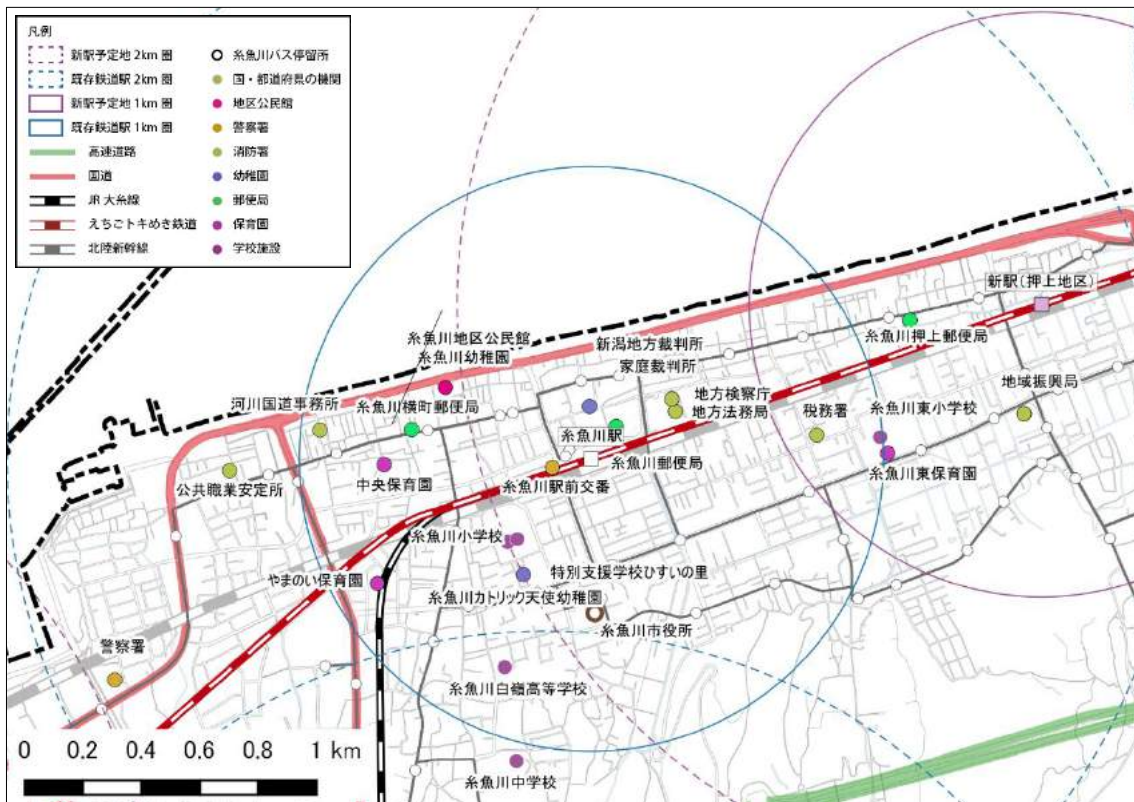 凡例
新駅予定地 2km 圏
既存鉄道駅 2km 圏
新駅予定地 1km 圏
既存鉄道駅 1km 圏
高速道路
国道
JR 大糸線
えちごトキめき鉄道
北陸新幹線
糸魚川バス停留所
国・都道府県の機関
地区公民館
警察署
消防署
幼稚園
郵便局
保育園
学校施設
新駅(押上地区)
糸魚川地区公民館
糸魚川幼稚園
新潟地方裁判所
家庭裁判所
糸魚川押上郵便局
河川国道事務所
糸魚川横町郵便局
地方検察庁
地方法務局
税務署
糸魚川東小学校
地域振興局
糸魚川駅
糸魚川郵便局
糸魚川東保育園
公共職業安定所
中央保育園
糸魚川駅前交番
糸魚川小学校
特別支援学校ひすいの里
やまのい保育園
糸魚川カトリック天使幼稚園
糸魚川市役所
警察署
糸魚川白嶺高等学校
糸魚川中学校
0 0.2 0.4 0.6 0.8 1 km